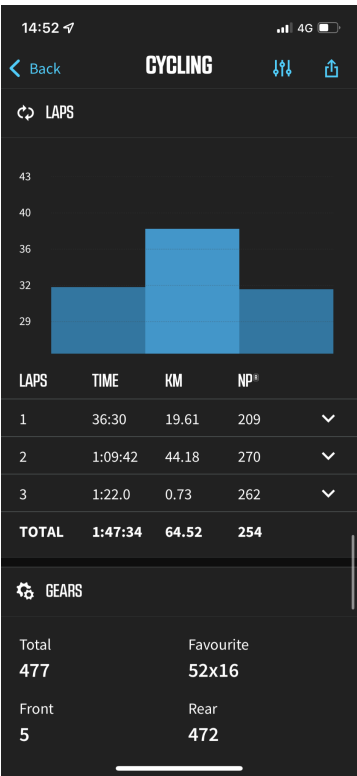 14:52 4G
Back CYCLING
LAPS
43
40
36
32
29
LAPS TIME KM NP
1 36:30 19.61 209
2 1:09:42 44.18 270
3 1:22.0 0.73 262
TOTAL 1:47:34 64.52 254
GEARS
Total Favourite
477 52x16
Front Rear
5 472